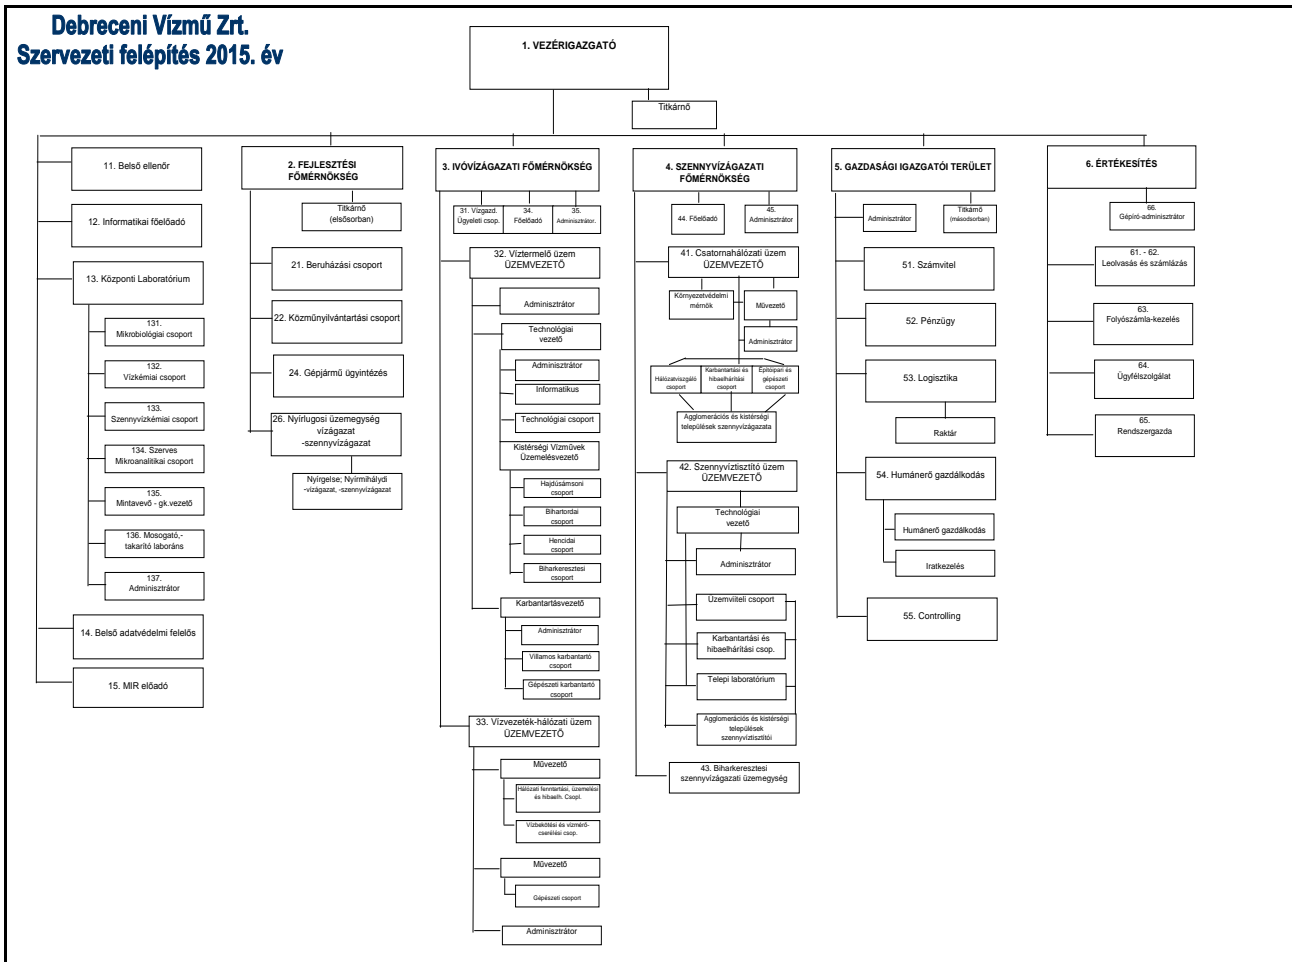 Debreceni Vízmű Zrt.
Szervezeti felépítés 2015. év
1. VEZÉRIGAZGATÓ
Titkárnő
11. Belső ellenőr
12. Informatikai főelőadó
13. Központi Laboratórium
131.
Mikrobiológiai csoport
132.
Vízkémiai csoport
133.
Szennyvízkémiai csoport
134. Szerves
Mikroanalitikai csoport
135.
Mintavevő - gk.vezető
136. Mosogató,-
takarító laboráns
137.
Adminisztrátor
14. Belső adatvédelmi felelős
15. MIR előadó
2. FEJLESZTÉSI
FŐMÉRNÖKSÉG
Titkárnő
(elsősorban)
21. Beruházási csoport
22. Közműnyilvántartási csoport
24. Gépjármű ügyintézés
26. Nyírlugosi üzemegység
vízágazat
-szennyvízágazat
Nyírgelse; Nyírmihálydi
-vízágazat, -szennyvízágazat
3. IVÓVÍZÁGAZATI FŐMÉRNÖKSÉG
31. Vízgazd.
Ügyeleti csop.
34.
Főelőadó
35.
Adminisztrátor.
32. Víztermelő üzem
ÜZEMVEZETŐ
Adminisztrátor
Technológiai
vezető
Adminisztrátor
Informatikus
Technológiai csoport
Kistérségi Vízművek
Üzemelésvezető
Hajdúsámsoni
csoport
Bihartordai
csoport
Hencidai
csoport
Biharkeresztesi
csoport
Karbantartásvezető
Adminisztrátor
Villamos karbantartó
csoport
Gépészeti karbantartó
csoport
33. Vízvezeték-hálózati üzem
ÜZEMVEZETŐ
Művezető
Hálózati fenntartási, üzemelési
és hibaelh. Csopl.
Vízbekötési és vízmérő-
cserélési csop.
Művezető
Gépészeti csoport
Adminisztrátor
4. SZENNYVÍZÁGAZATI
FŐMÉRNÖKSÉG
44. Főelőadó
45.
Adminisztrátor
41. Csatornahálózati üzem
ÜZEMVEZETŐ
Környezetvédelmi
mérnök
Művezető
Adminisztrátor
Hálózatvizsgáló
csoport
Karbantartási és
hibaelhárítási
csoport
Építőipari és
gépészeti
csoport
Agglomerációs és kistérségi
települések szennyvízágazata
42. Szennyvíztisztító üzem
ÜZEMVEZETŐ
Technológiai
vezető
Adminisztrátor
Üzemviiteli csoport
Karbantartási és
hibaelhárítási csop.
Telepi laboratórium
Agglomerációs és kistérségi
települések
szennyvíztisztítói
43. Biharkeresztesi
szennyvízágazati üzemegység
5. GAZDASÁGI IGAZGATÓI TERÜLET
Adminisztrátor
Titkárnő
(másodsorban)
51. Számvitel
52. Pénzügy
53. Logisztika
Raktár
54. Humánerő gazdálkodás
Humánerő gazdálkodás
Iratkezelés
55. Controlling
6. ÉRTÉKESÍTÉS
66.
Gépíró-adminisztrátor
61. - 62.
Leolvasás és számlázás
63.
Folyószámla-kezelés
64.
Ügyfélszolgálat
65.
Rendszergazda